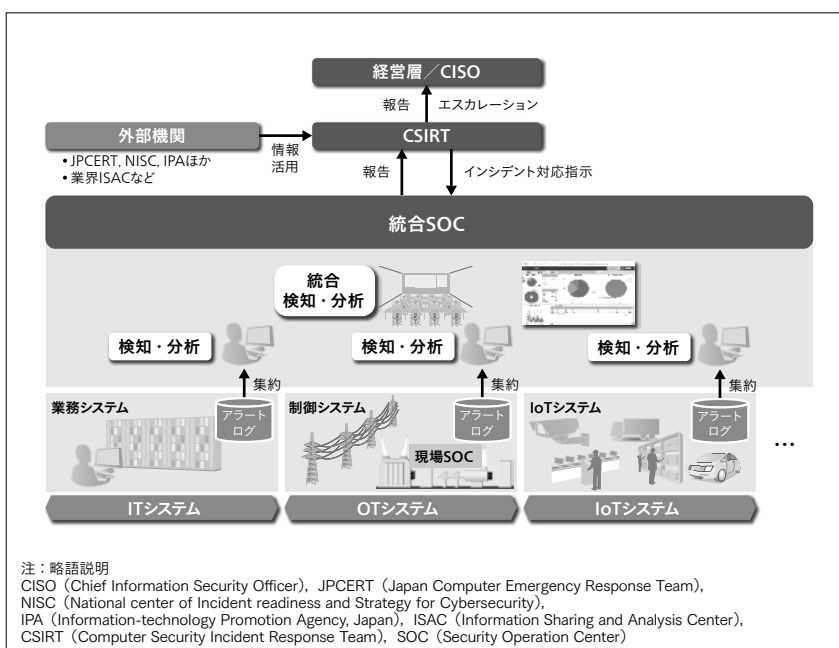 経営層／CISO
報告 エスカレーション
外部機関
情報
活用
CSIRT
• JPCERT, NISC, IPAほか
• 業界ISACなど
報告
インシデント対応指示
統合SOC
統合
検知・分析
検知・分析
検知・分析
検知・分析
集約
集約
集約
業務システム
アラート
ログ
制御システム
アラート
ログ
現場SOC
IoTシステム
アラート
ログ
…
ITシステム
OTシステム
IoTシステム
注：略語説明
CISO（Chief Information Security Officer），JPCERT（Japan Computer Emergency Response Team），
NISC（National center of Incident readiness and Strategy for Cybersecurity），
IPA（Information-technology Promotion Agency, Japan），ISAC（Information Sharing and Analysis Center），
CSIRT（Computer Security Incident Response Team），SOC（Security Operation Center）